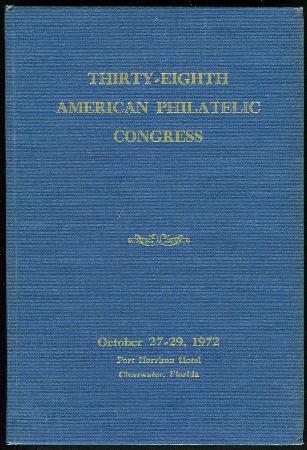 THIRTY-EIGHTH
AMERICAN PHILATELIC
CONGRESS
October 27-29, 1972
Fort Harrison Hotel
Clearwater, Florida